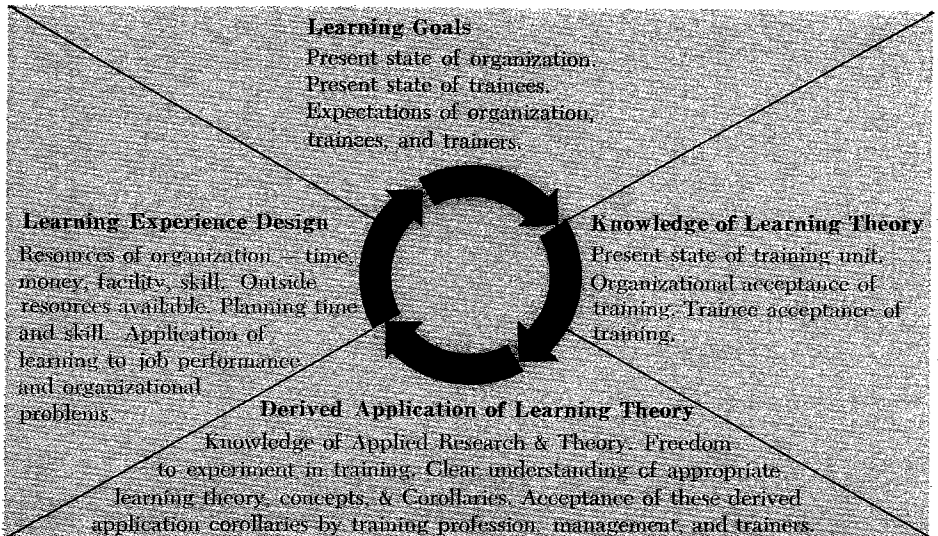 Learning Goals
Present state of organization.
Present state of trainees.
Expectations of organization,
trainees, and trainers.
Knowledge of Learning Theory
Present state of training unit.
Organizational acceptance of
training. Trainee acceptance of
training.
Derived Application of Learning Theory
Knowledge of Applied Research & Theory. Freedom
to experiment in training. Clear understanding of appropriate
learning theory, concepts, & Corollaries. Acceptance of these derived
application corollaries by training profession, management, and trainers.
Learning Experience Design
Resources of organization — time,
money, facility, skill. Outside
resources available. Planning time
and skill. Application of
learning to job performance
and organizational
problems.